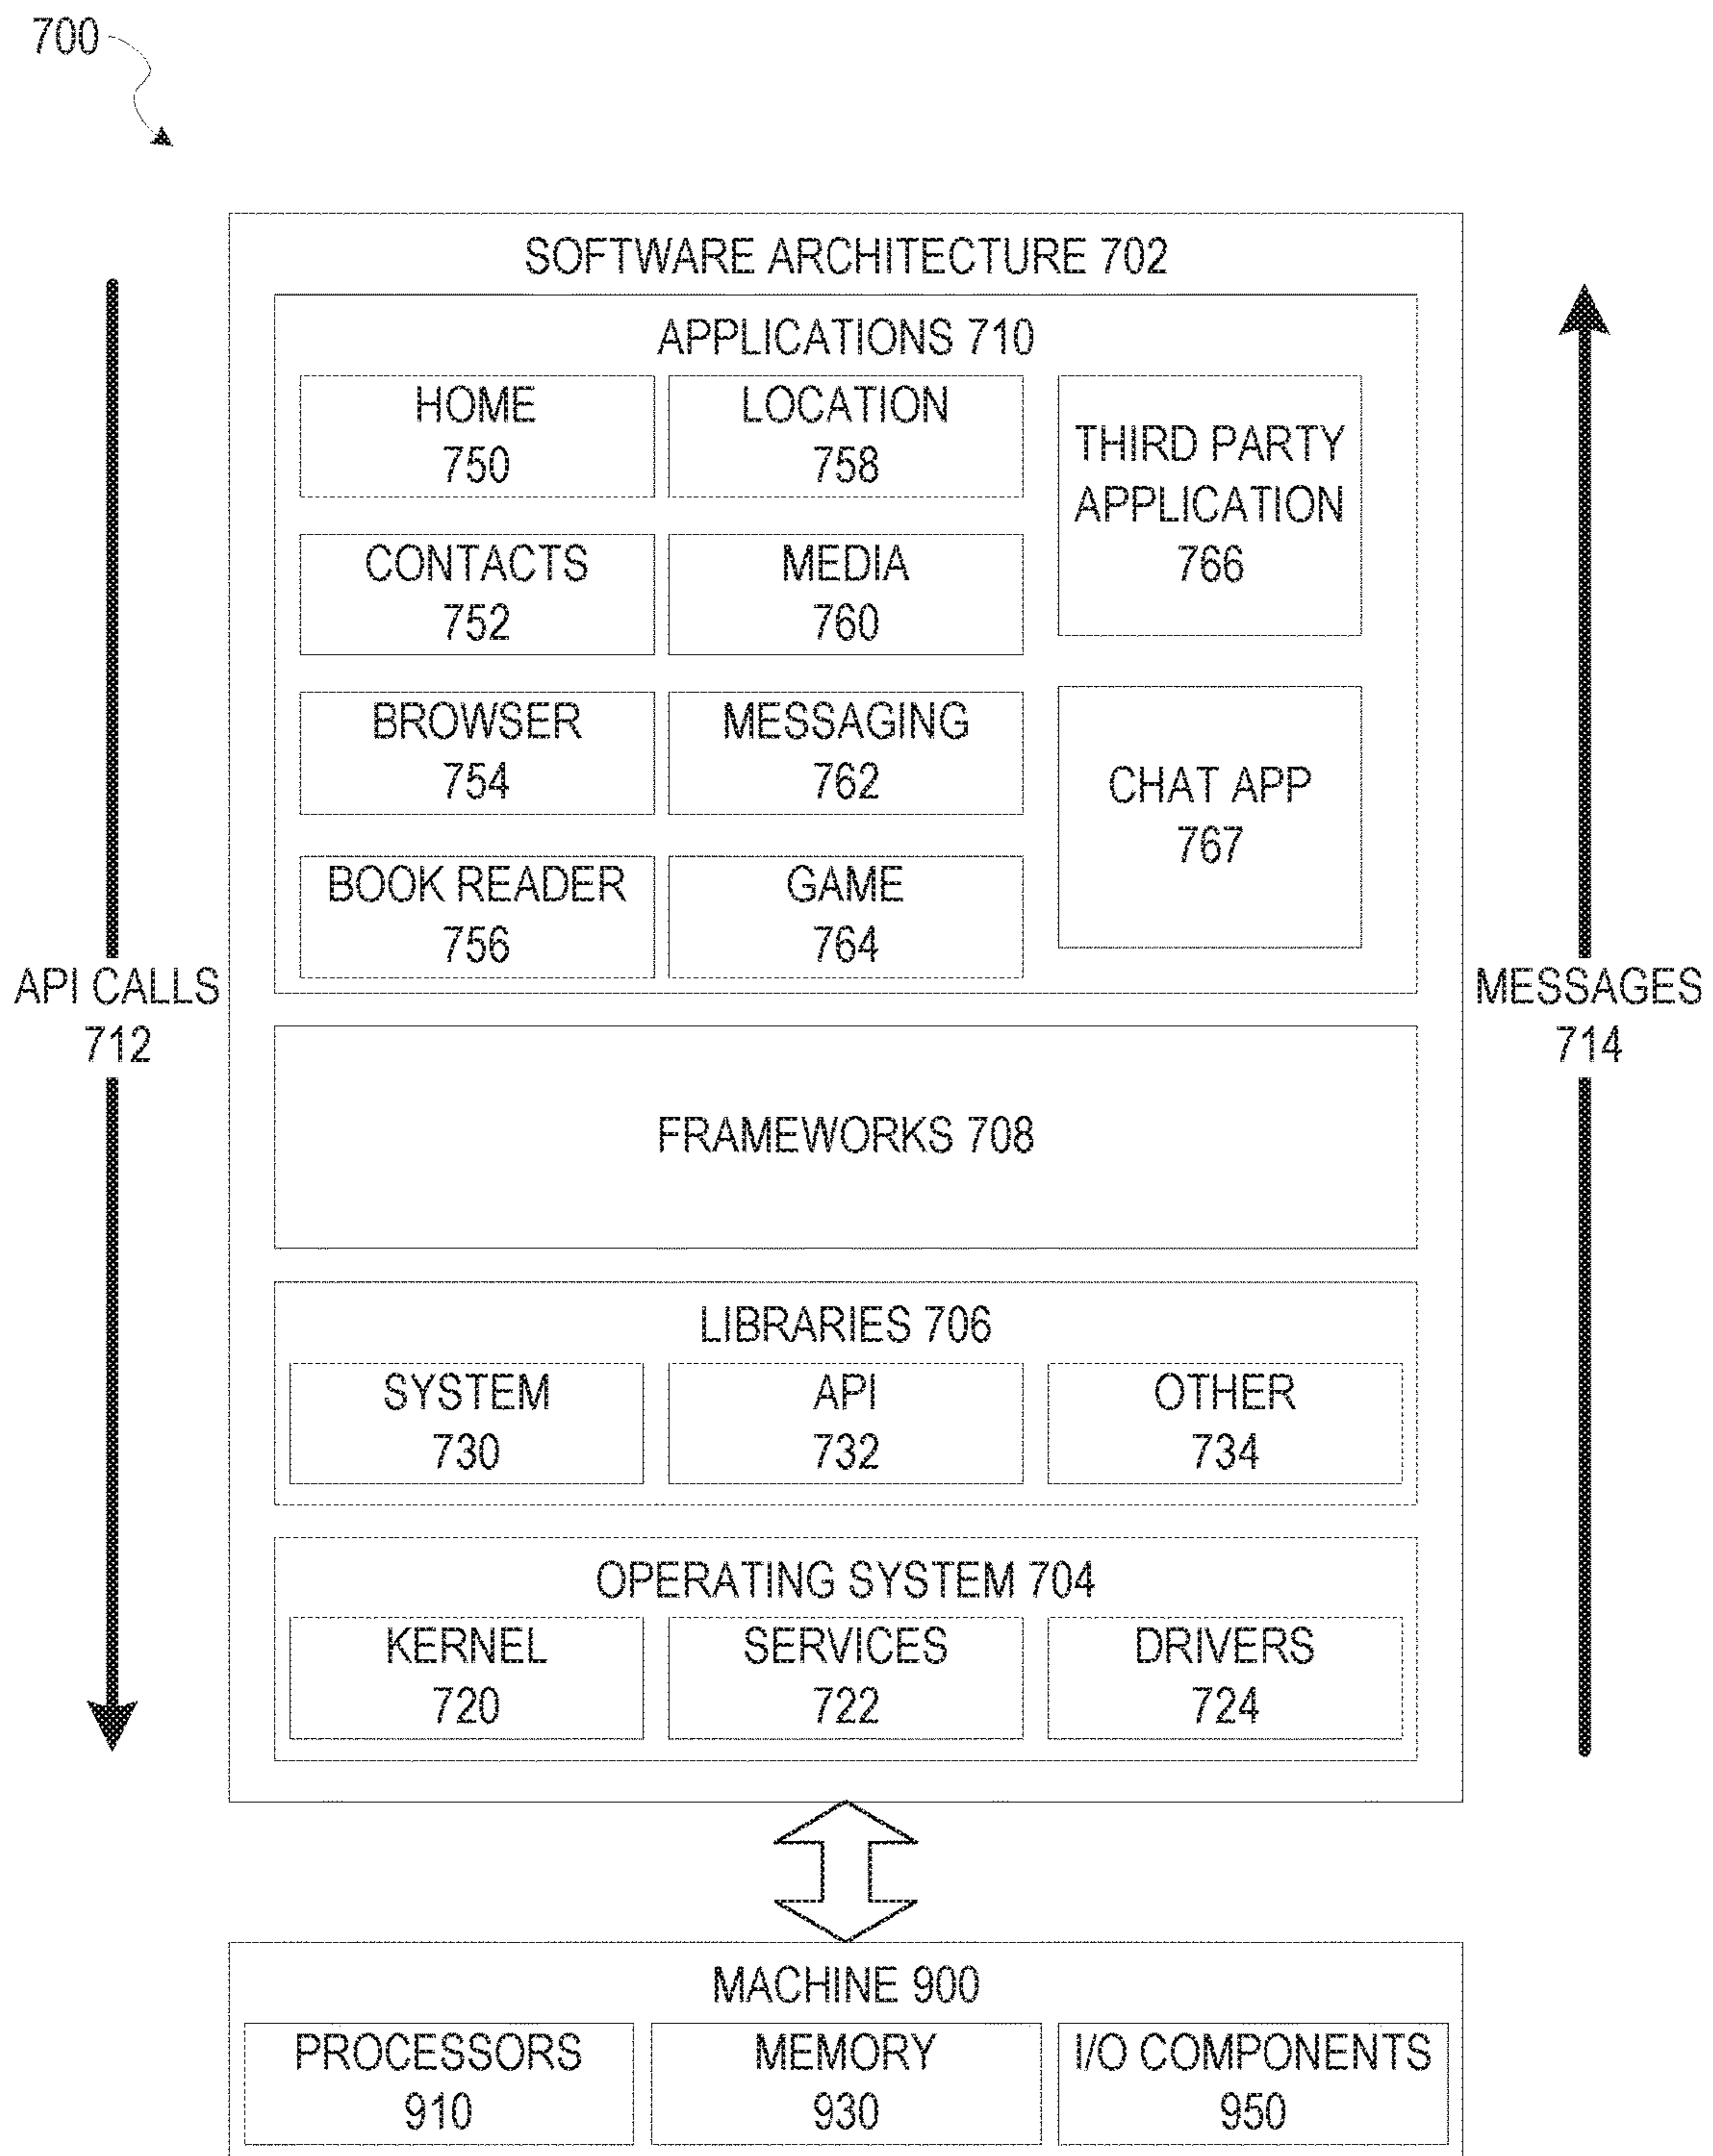 700
SOFTWARE ARCHITECTURE 702
APPLICATIONS 710
HOME
750
LOCATION
758
THIRD PARTY
APPLICATION
766
CONTACTS
752
MEDIA
760
BROWSER
754
MESSAGING
762
CHAT APP
767
BOOK READER
756
GAME
764
API CALLS
712
MESSAGES
714
FRAMEWORKS 708
LIBRARIES 706
SYSTEM
730
API
732
OTHER
734
OPERATING SYSTEM 704
KERNEL
720
SERVICES
722
DRIVERS
724
MACHINE 900
PROCESSORS
910
MEMORY
930
I/O COMPONENTS
950